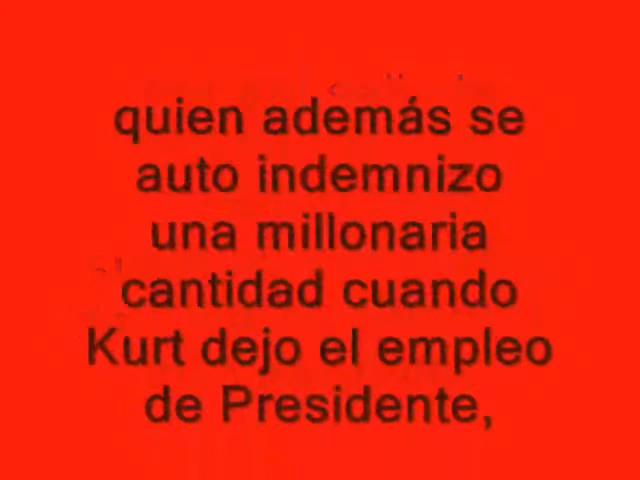 quien además se
auto indemnizo
una millonaria
cantidad cuando
Kurt dejo el empleo
de Presidente,